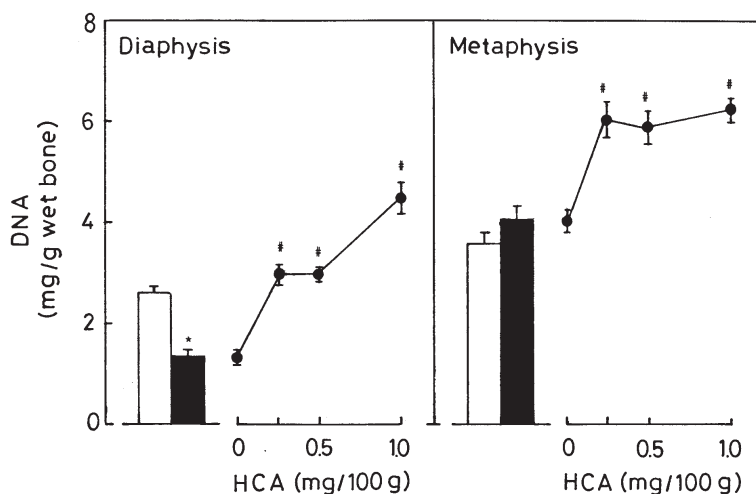 8
Diaphysis
Metaphysis
6
4
2
0
DNA
(mg/g wet bone)
#
#
#
*
#
#
#
0 0.5 1.0
0 0.5 1.0
HCA (mg/100 g)
HCA (mg/100 g)